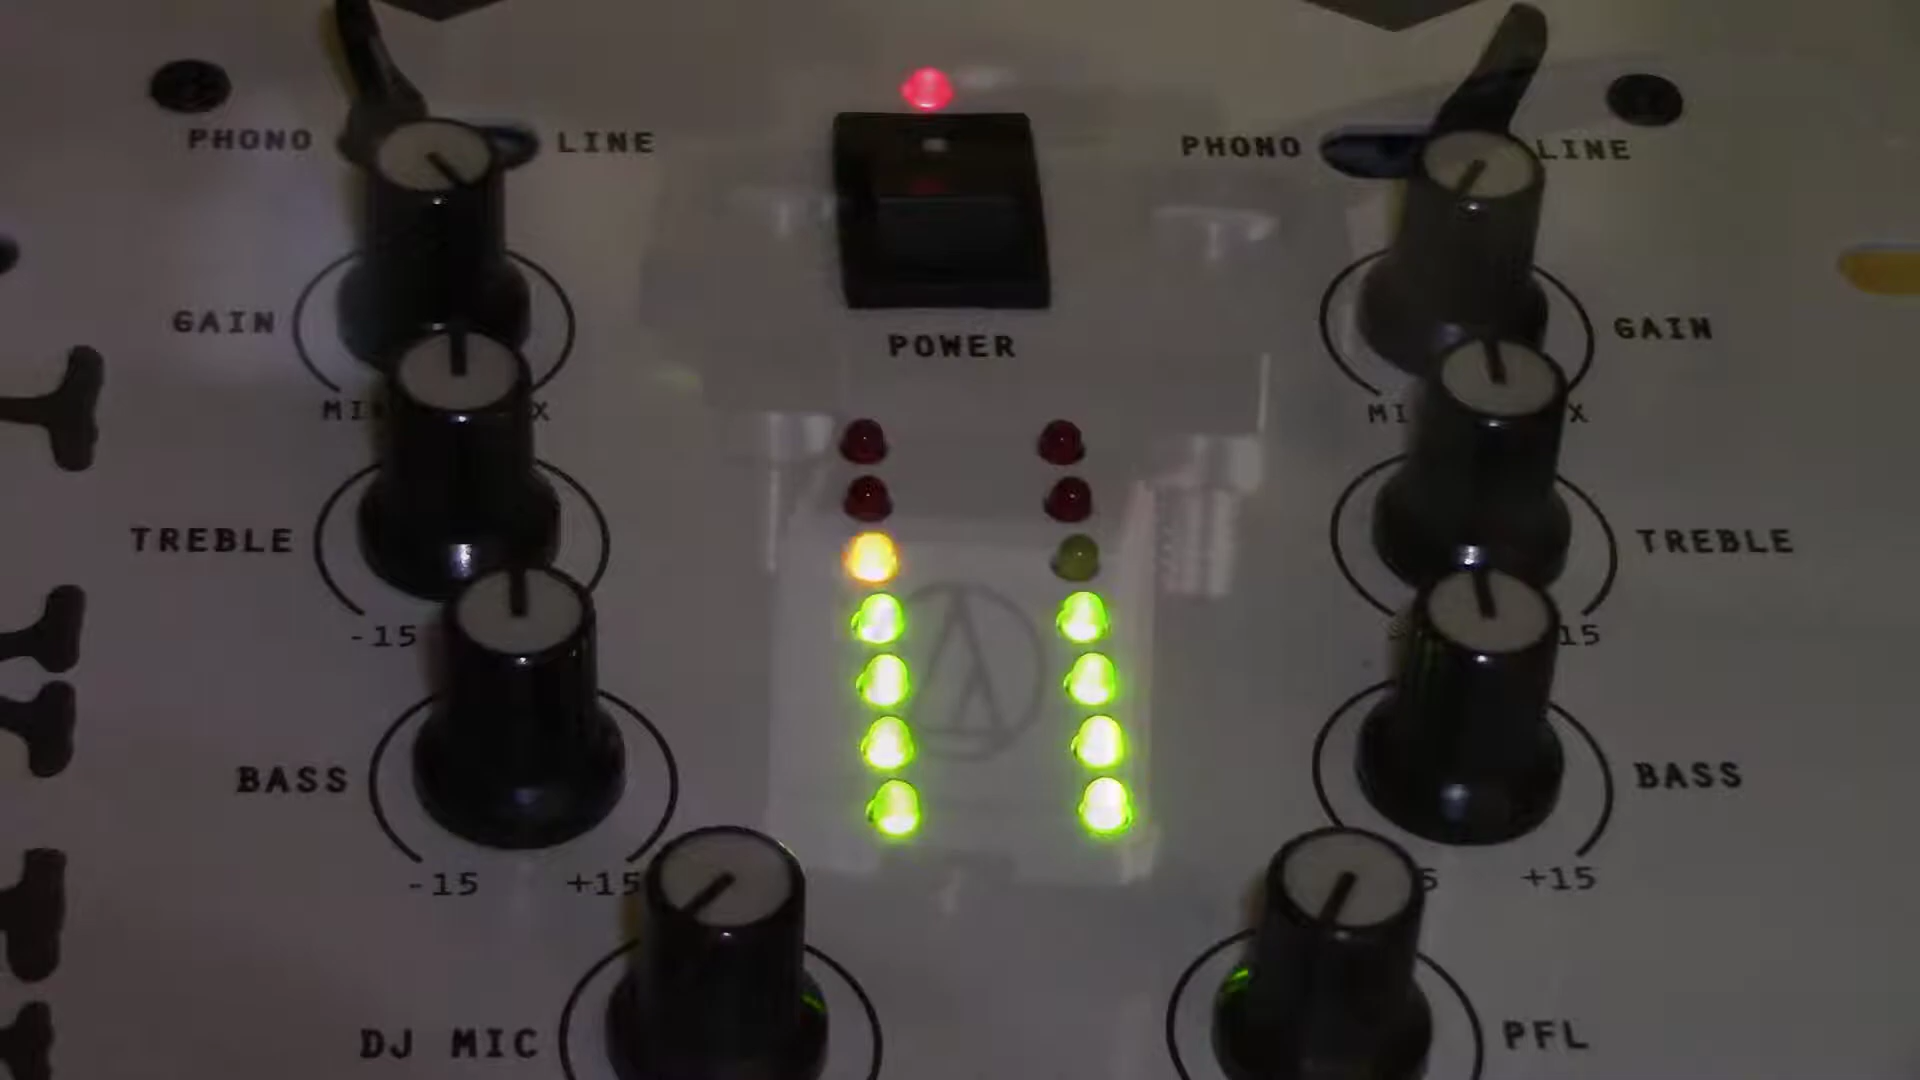 PHONO LINE PHONO LINE
GAIN POWER GAIN
TREBLE TREBLE
-15 15
BASS BASS
-15 +15 +15
DJ MIC PFL